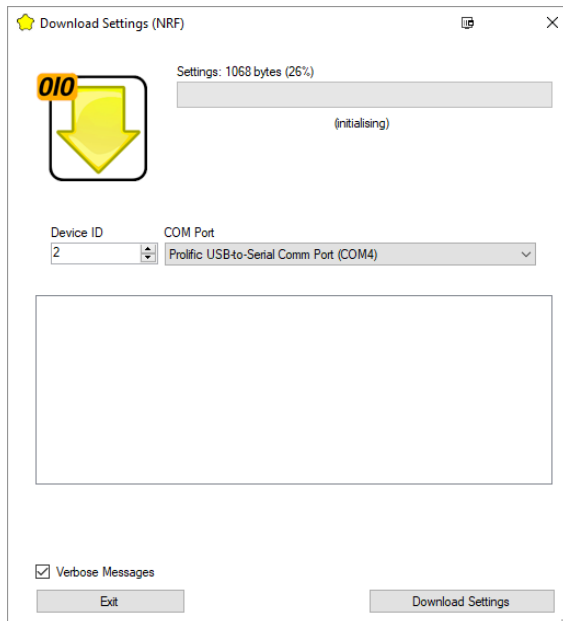 Download Settings (NRF)
Settings: 1068 bytes (26%)
OIO
(initialising)
Device ID
COM Port
2
Prolific USB-to-Serial Comm Port (COM4)
Verbose Messages
Exit
Download Settings